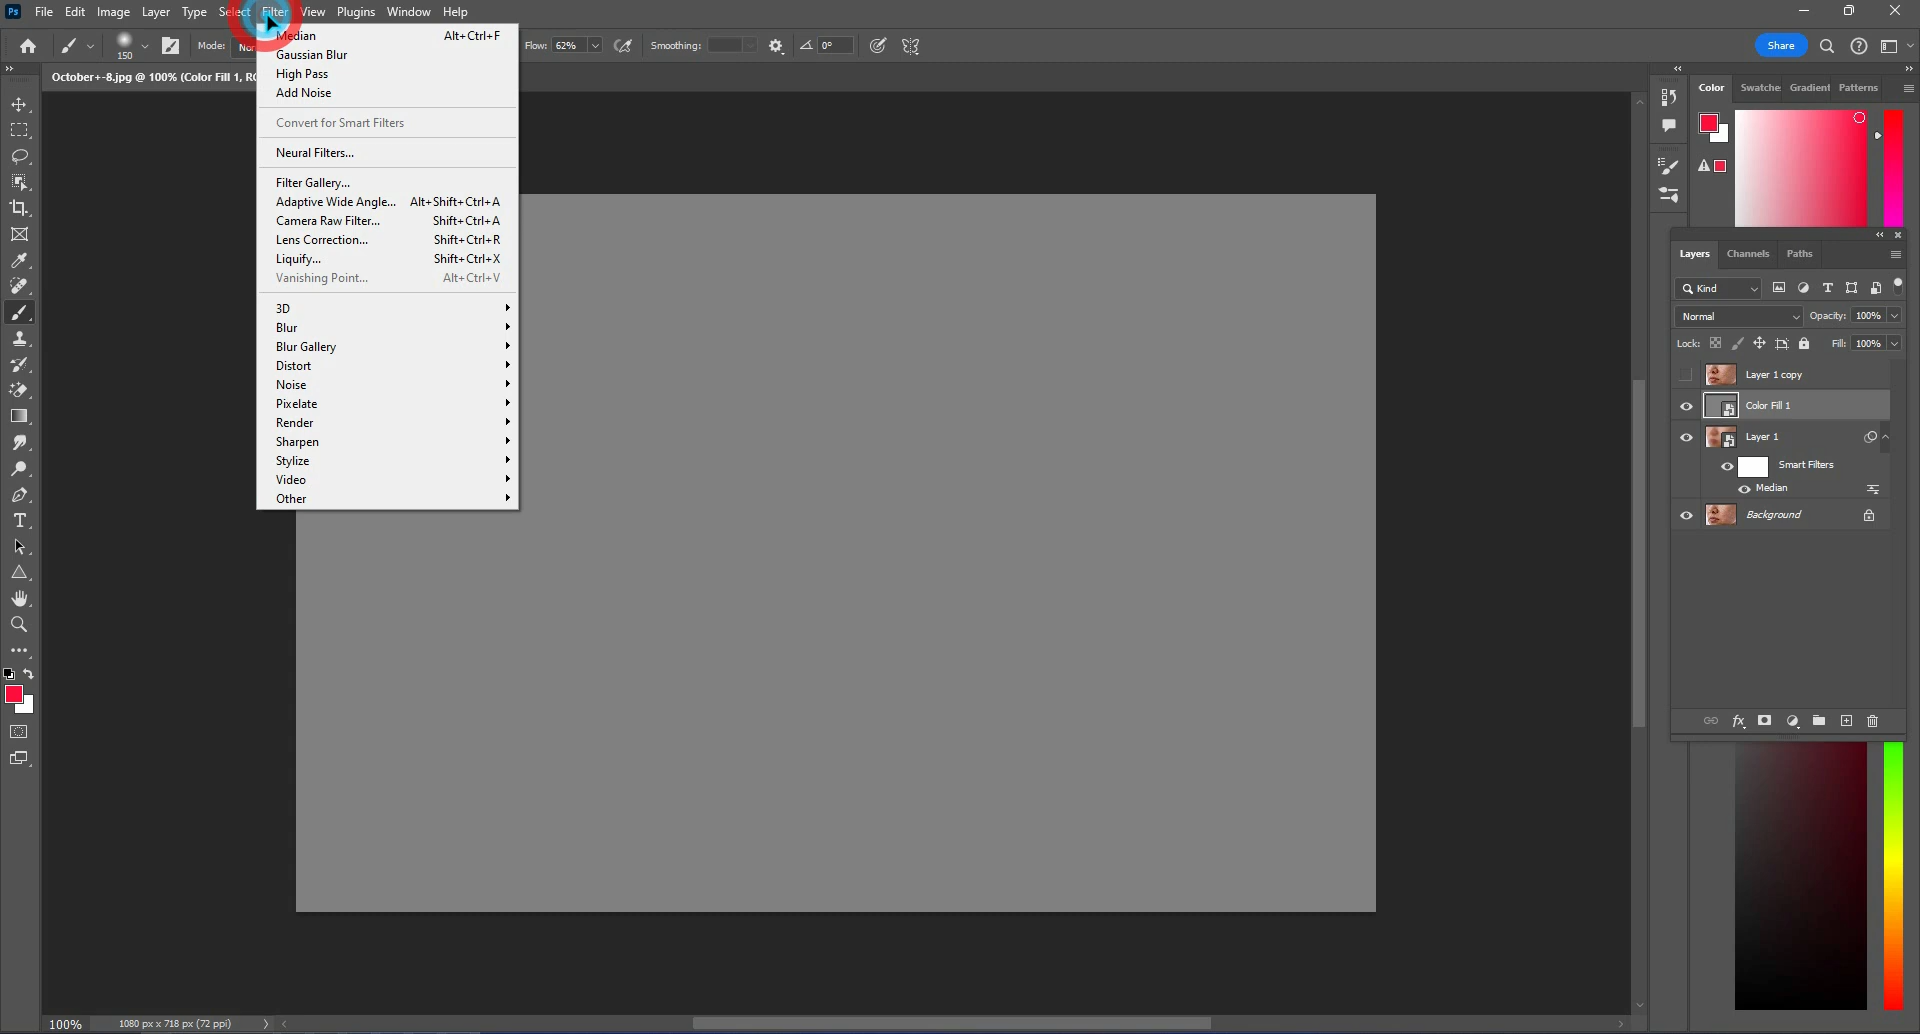 Ps File Edit Image Layer Type Select Filter View Plugins Window Help
150 Mode: Flow: 62% Smoothing: 0° Share
October+-8.jpg @ 100% (Color Fill 1,
Median Alt+Ctrl+F
Gaussian Blur
High Pass
Add Noise
Convert for Smart Filters
Neural Filters...
Filter Gallery...
Adaptive Wide Angle... Alt+Shift+Ctrl+A
Camera Raw Filter... Shift+Ctrl+A
Lens Correction... Shift+Ctrl+R
Liquify... Shift+Ctrl+X
Vanishing Point... Alt+Ctrl+V
3D
Blur
Blur Gallery
Distort
Noise
Pixelate
Render
Sharpen
Stylize
Video
Other
Color Swatche Gradient Patterns
Layers Channels Paths
Kind
Normal Opacity: 100%
Lock: Fill: 100%
Layer 1 copy
Color Fill 1
Layer 1
Smart Filters
Median
Background
fx
100% 1080 px x 718 px (72 ppi)